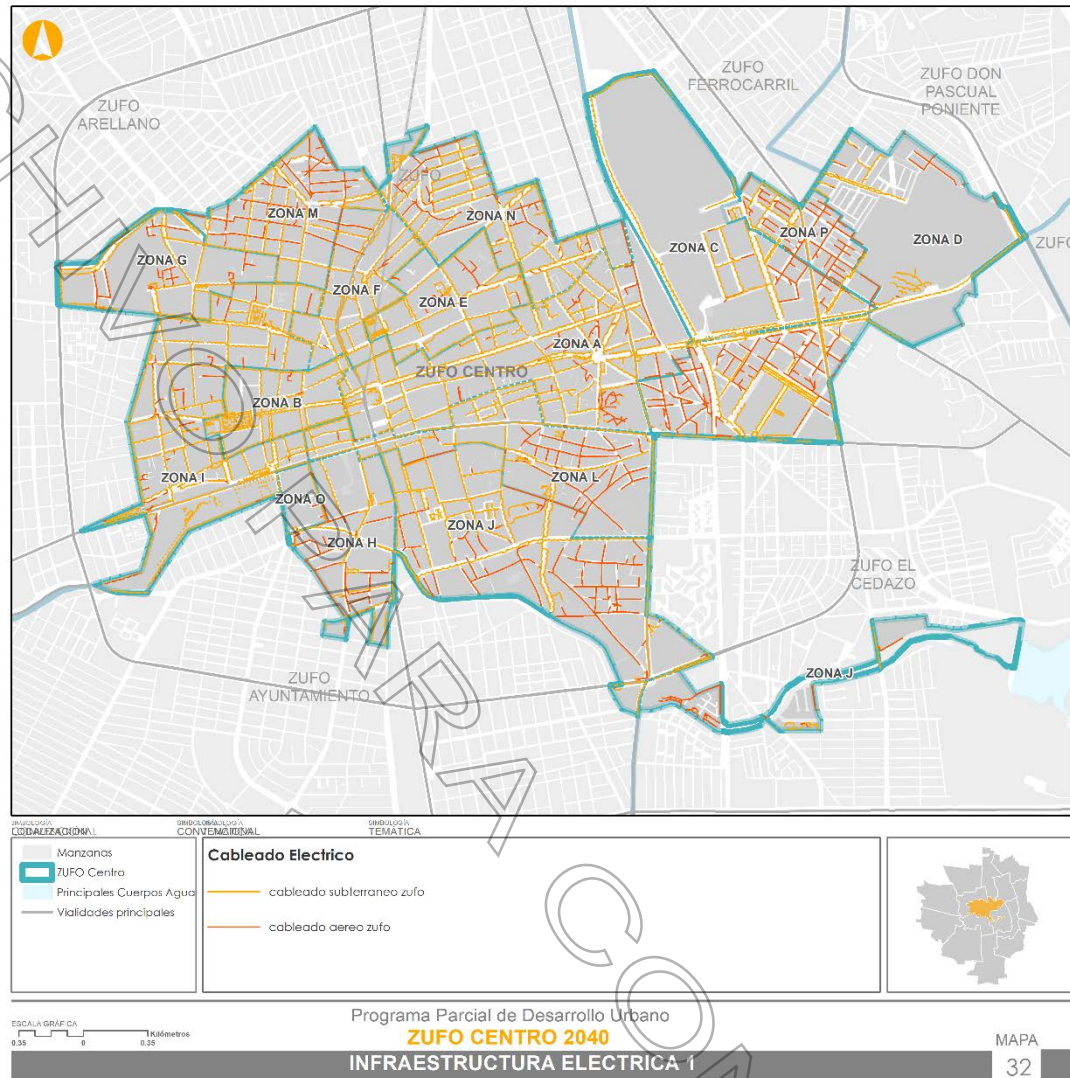 ZUFO
FERROCARRIL
ZUFO DON
PASCUAL
PONIENTE
ZUFO
ARELLANO
ZUFO
ZONA M
ZONA N
ZONA P
ZONA D
ZUFO
ZONA C
ZONA G
ZONA F
ZONA E
ZONA A
ZUFO CENTRO
ZONA B
ZONA I
ZONA L
ZONA O
ZONA J
ZONA H
ZUFO EL
CEDAZO
ZUFO
AYUNTAMIENTO
ZONA J
SIMBOLOGÍA
CONVENCIONAL
SIMBOLOGÍA
TEMÁTICA
Manzanas
ZUFO Centro
Principales Cuerpos Agua
Vialidades principales
Cableado Electrico
cableado subterraneo zufo
cableado aereo zufo
ESCALA GRÁFICA
Kilómetros
0.35 0 0.35
Programa Parcial de Desarrollo Urbano
ZUFO CENTRO 2040
INFRAESTRUCTURA ELECTRICA 1
MAPA
32